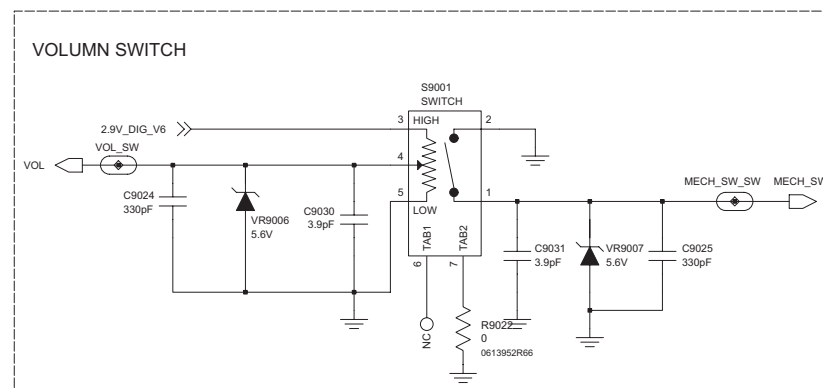 VOLUMN SWITCH
S9001
SWITCH
3 HIGH 2
2.9V_DIG_V6
VOL_SW
VOL
4
5 LOW 1
MECH_SW_SW MECH_SW
C9024
330pF
VR9006
5.6V
C9030
3.9pF
TAB1
TAB2
6
7
C9031
3.9pF
VR9007
5.6V
C9025
330pF
NC
R9022
0
0613952R66